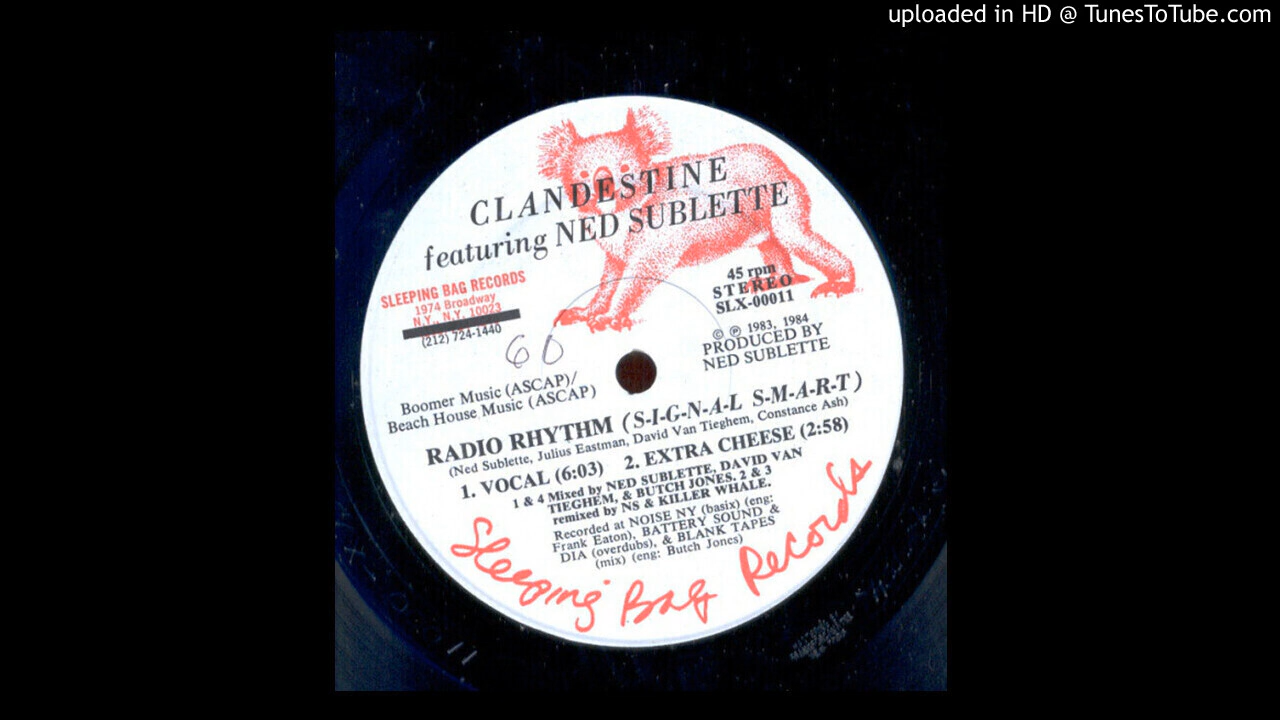 uploaded in HD @ TunesToTube.com
CLANDESTINE
featuring NED SUBLETTE
SLEEPING BAG RECORDS
1974 Broadway
N.Y., N.Y. 10023
(212) 724-1440
45 rpm
STEREO
SLX-00011
© ℗ 1983, 1984
PRODUCED BY
NED SUBLETTE
60
Boomer Music (ASCAP)/
Beach House Music (ASCAP)
RADIO RHYTHM (S-I-G-N-A-L S-M-A-R-T)
(Ned Sublette, Julius Eastman, David Van Tieghem, Constance Ash)
1. VOCAL (6:03) 2. EXTRA CHEESE (2:58)
1 & 4 Mixed by NED SUBLETTE, DAVID VAN
TIEGHEM, & BUTCH JONES. 2 & 3
remixed by NS & KILLER WHALE.
Recorded at NOISE NY (basix) (eng:
Frank Eaton), BATTERY SOUND &
DIA (overdubs), & BLANK TAPES
(mix) (eng: Butch Jones)
Sleeping Bag Records